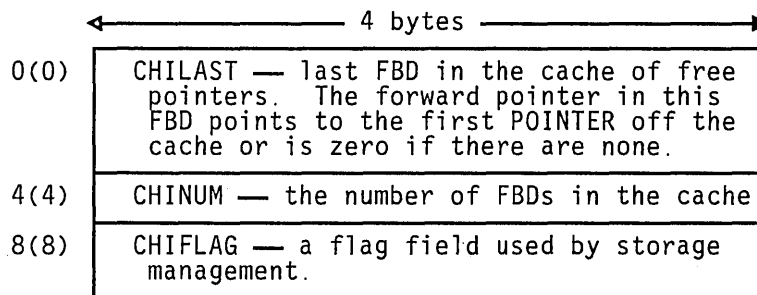 4 bytes
0(0) CHILAST — last FBD in the cache of free
pointers. The forward pointer in this
FBD points to the first POINTER off the
cache or is zero if there are none.
4(4) CHINUM — the number of FBDs in the cache
8(8) CHIFLAG — a flag field used by storage
management.